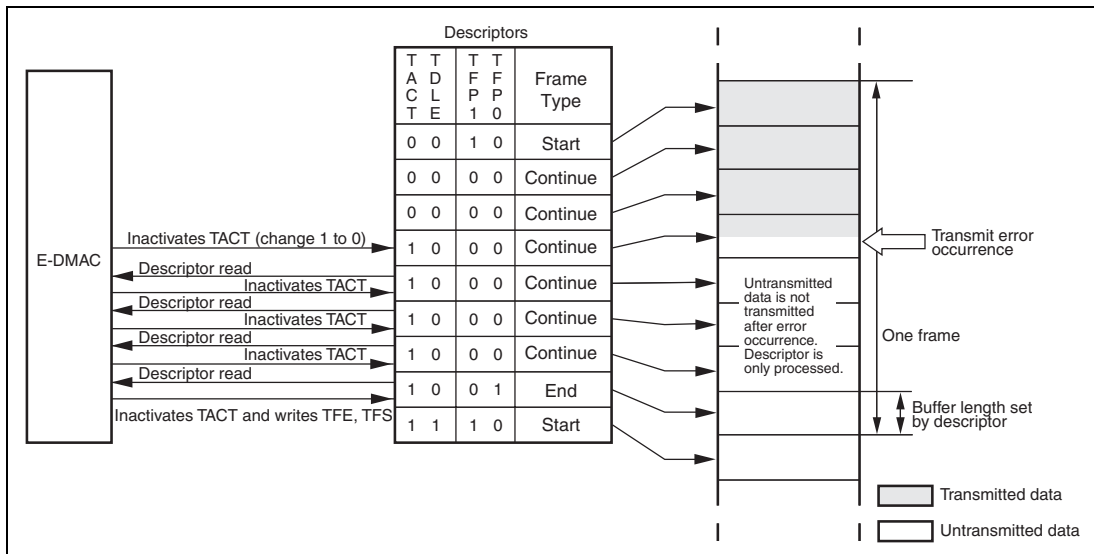 Descriptors
TACT TDLE TFP1 TFP0 Frame Type
0 0 1 0 Start
0 0 0 0 Continue
0 0 0 0 Continue
1 0 0 0 Continue
1 0 0 0 Continue
1 0 0 0 Continue
1 0 0 0 Continue
1 0 0 1 End
1 1 1 0 Start
E-DMAC
Inactivates TACT (change 1 to 0)
Descriptor read
Inactivates TACT
Descriptor read
Inactivates TACT
Descriptor read
Inactivates TACT
Descriptor read
Inactivates TACT and writes TFE, TFS
Transmit error
occurrence
Untransmitted
data is not
transmitted
after error
occurrence.
Descriptor is
only processed.
One frame
Buffer length set
by descriptor
Transmitted data
Untransmitted data